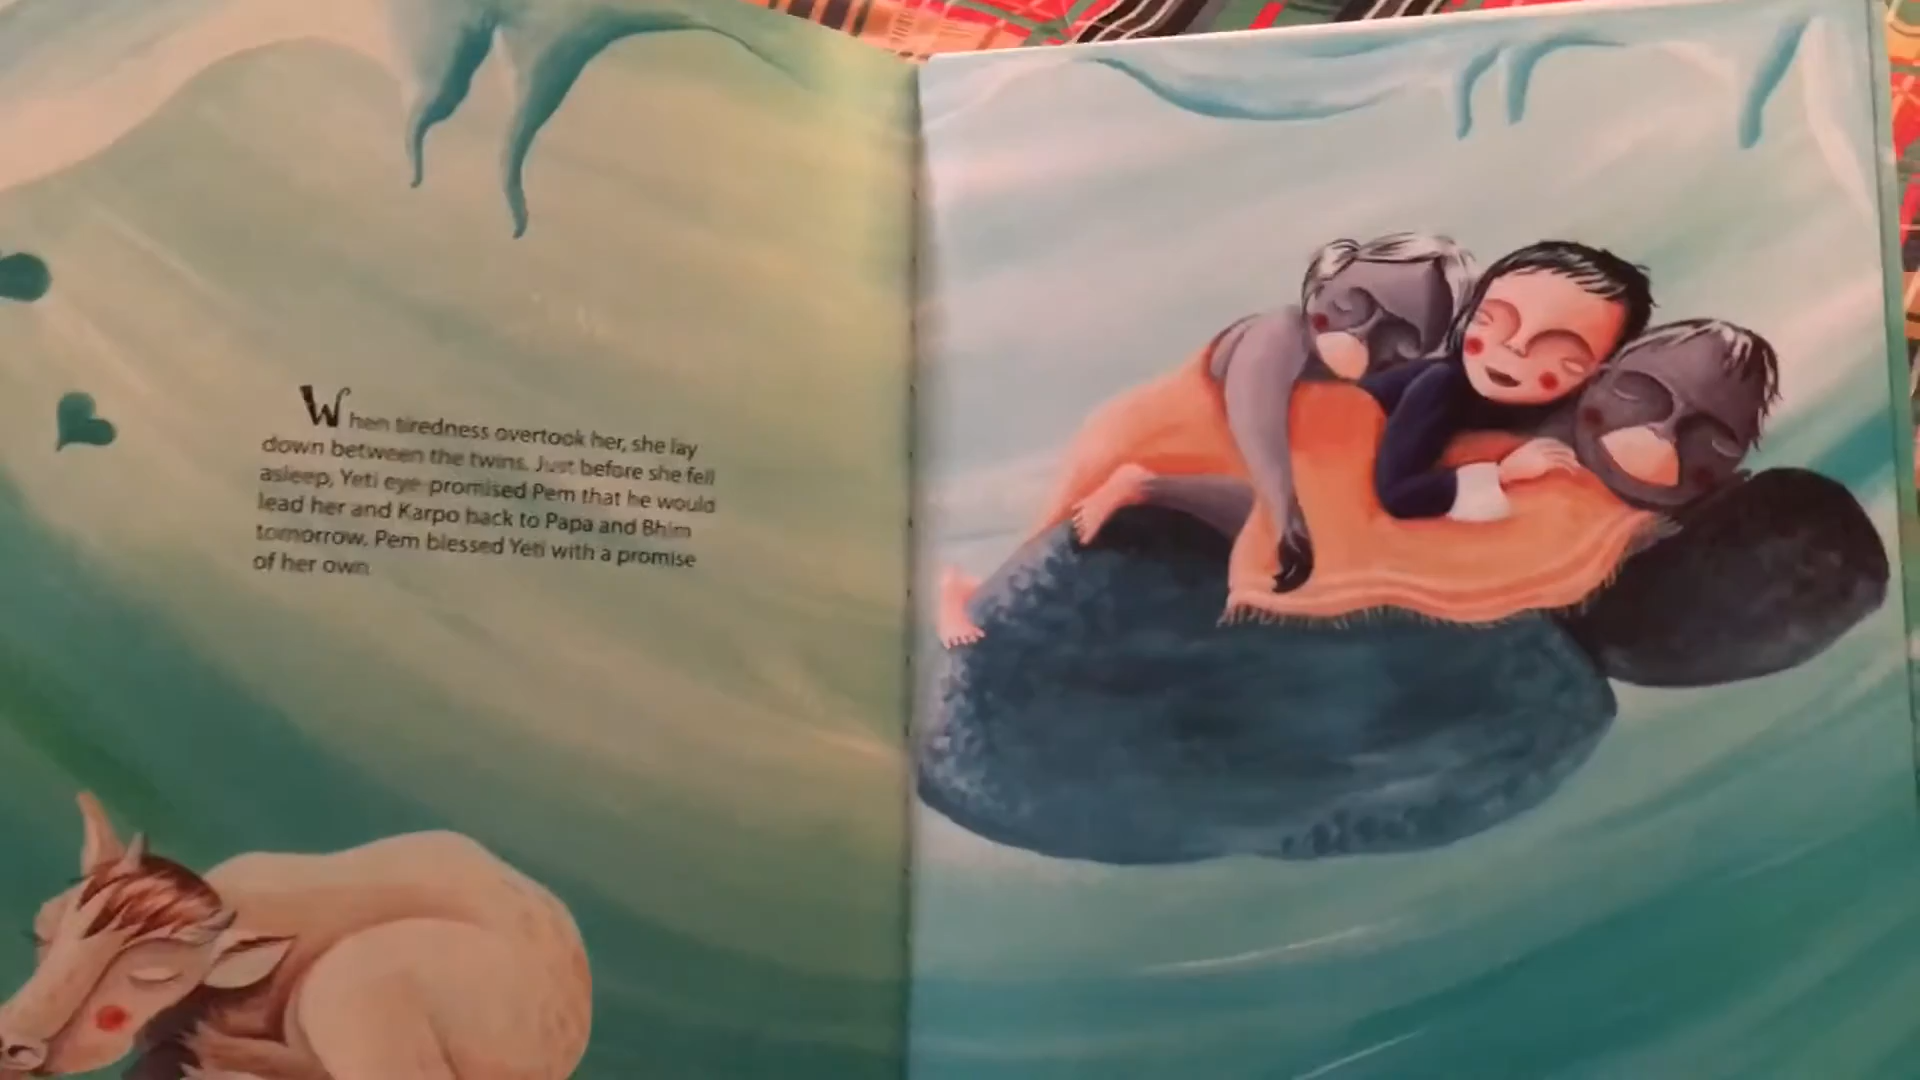 When tiredness overtook her, she lay
down between the twins. Just before she fell
asleep, Yeti eye-promised Pem that he would
lead her and Karpo back to Papa and Bhim
tomorrow. Pem blessed Yeti with a promise
of her own.